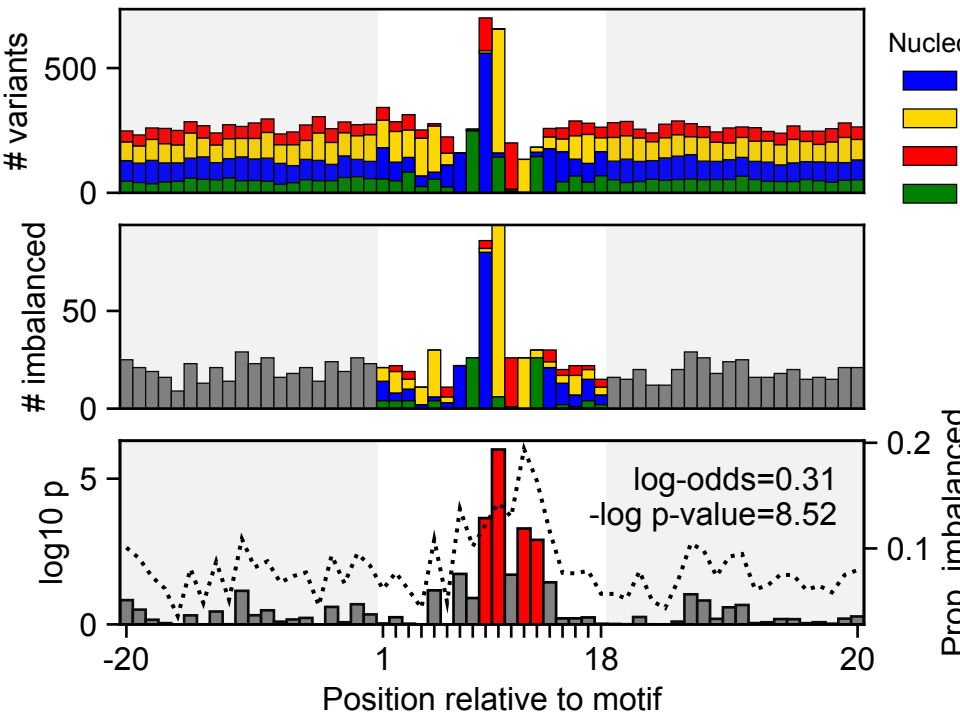 # variants
500
0
Nucleo
# imbalanced
50
0
log10 p
5
0
log-odds=0.31
-log p-value=8.52
0.2
0.1
Prop. imbalanced
-20
1
18
20
Position relative to motif